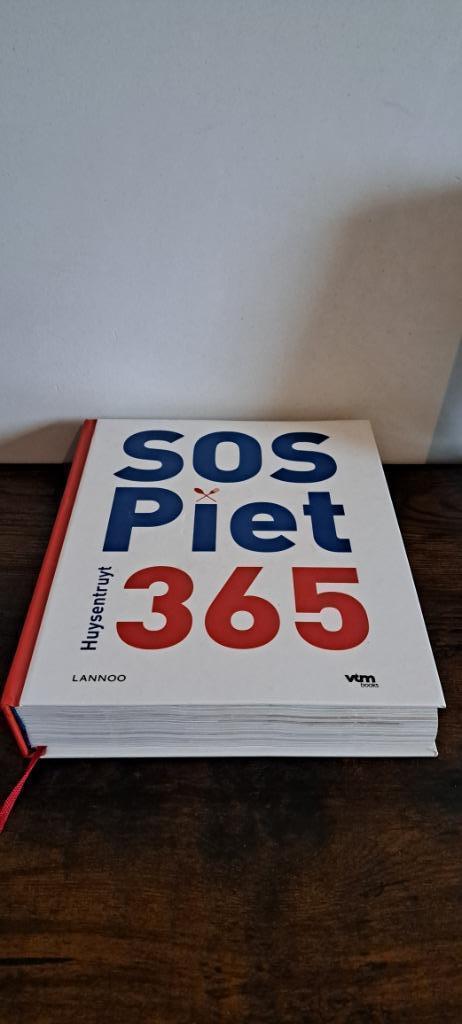 SOS
Piet
Huysentruyt
365
LANNOO
vtm
books